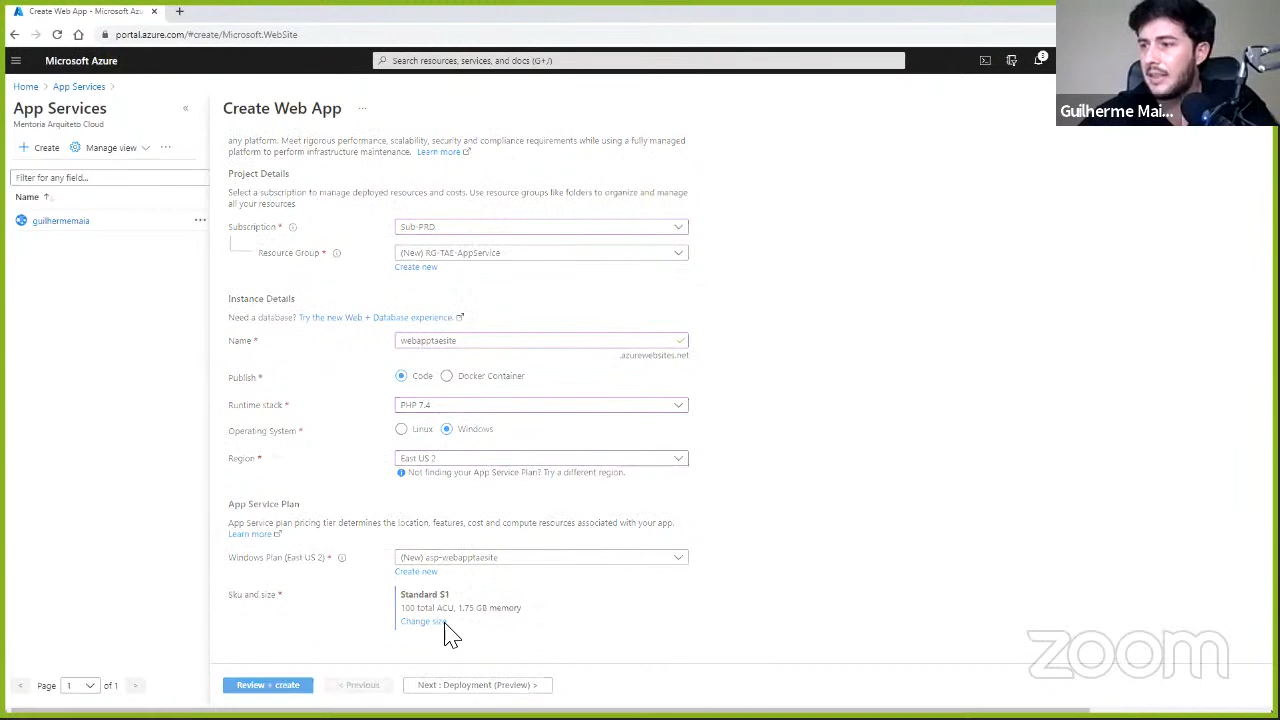 Create Web App - Microsoft Azu
portal.azure.com/#create/Microsoft.WebSite
Microsoft Azure
Search resources, services, and docs (G+/)
3
Guilherme Mai...
Home > App Services >
App Services
Mentoria Arquiteto Cloud
Create
Manage view
Filter for any field...
Name
guilhermemaia
Page 1 of 1
Create Web App
any platform. Meet rigorous performance, scalability, security and compliance requirements while using a fully managed
platform to perform infrastructure maintenance. Learn more
Project Details
Select a subscription to manage deployed resources and costs. Use resource groups like folders to organize and manage
all your resources.
Subscription *
Sub-PRD
Resource Group *
(New) RG-TAE-AppService
Create new
Instance Details
Need a database? Try the new Web + Database experience.
Name *
webapptaesite
.azurewebsites.net
Publish *
Code
Docker Container
Runtime stack *
PHP 7.4
Operating System *
Linux
Windows
Region *
East US 2
Not finding your App Service Plan? Try a different region.
App Service Plan
App Service plan pricing tier determines the location, features, cost and compute resources associated with your app.
Learn more
Windows Plan (East US 2) *
(New) asp-webapptaesite
Create new
Sku and size *
Standard S1
100 total ACU, 1.75 GB memory
Change size
Review + create
< Previous
Next : Deployment (Preview) >
zoom